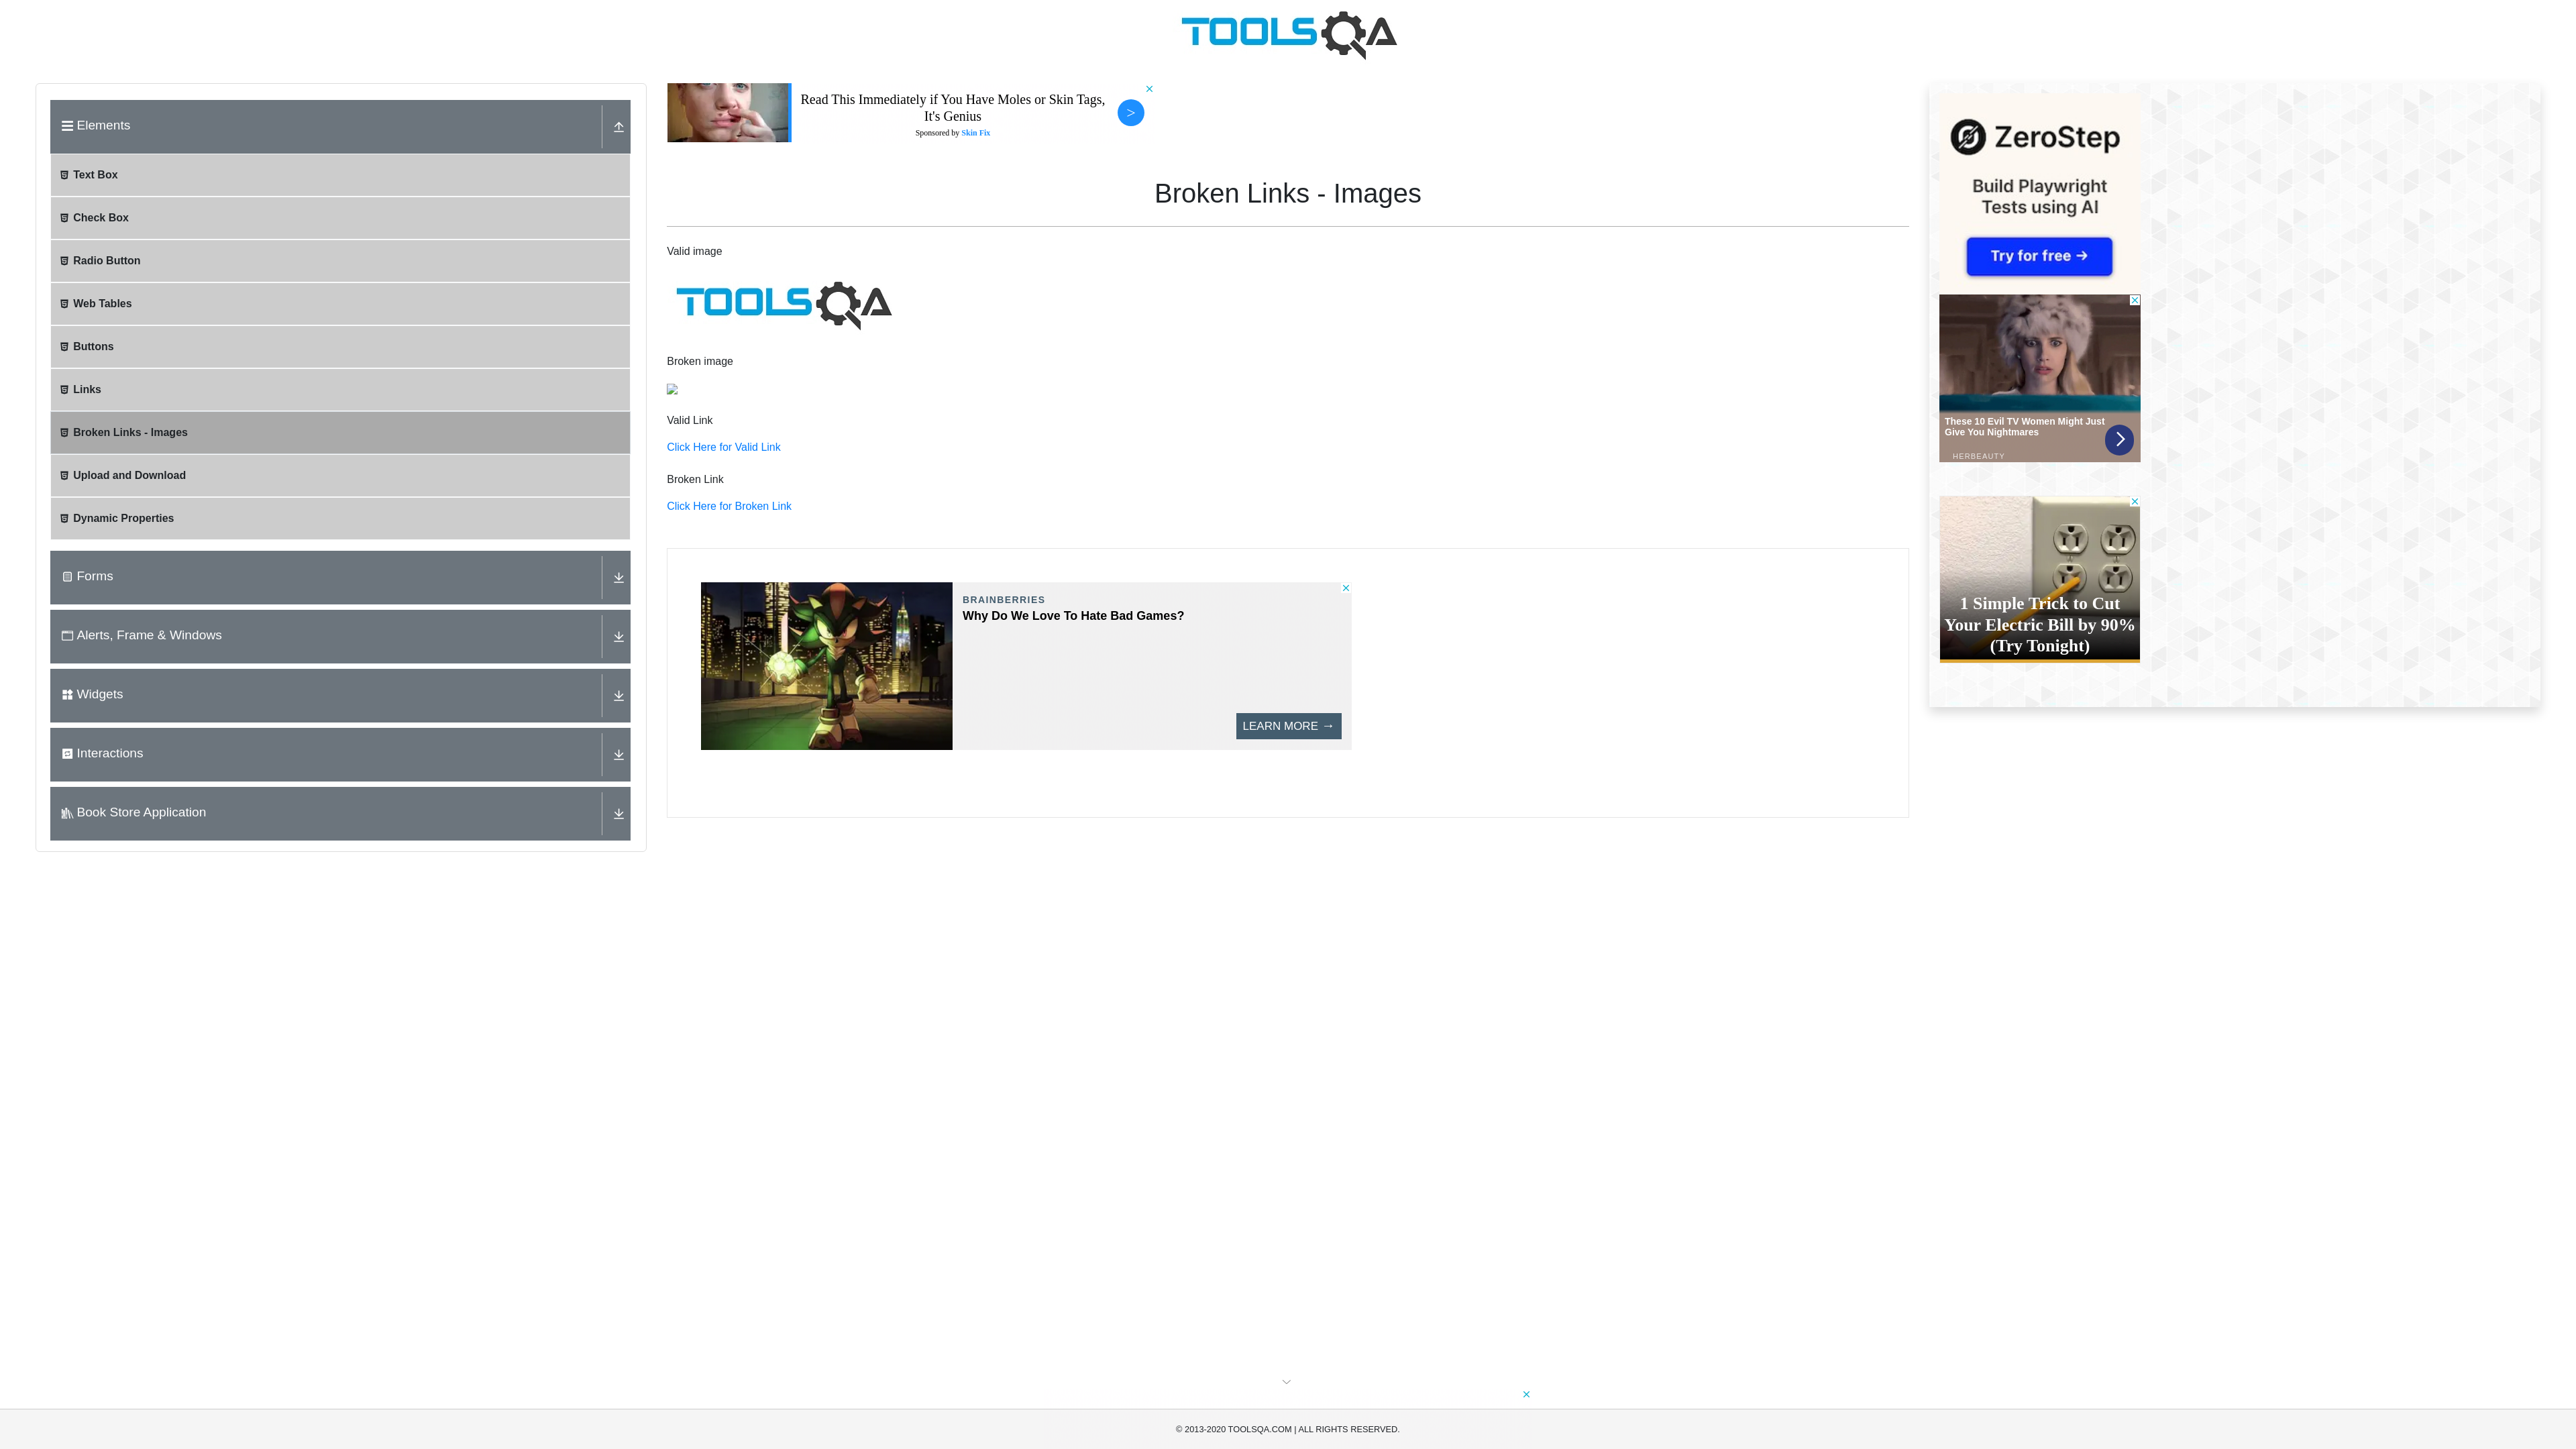 TOOLSQA
Elements
Text Box
Check Box
Radio Button
Web Tables
Buttons
Links
Broken Links - Images
Upload and Download
Dynamic Properties
Forms
Alerts, Frame & Windows
Widgets
Interactions
Book Store Application
Read This Immediately if You Have Moles or Skin Tags,
It's Genius
Sponsored by Skin Fix
>
Broken Links - Images
Valid image
TOOLSQA
Broken image
Valid Link
Click Here for Valid Link
Broken Link
Click Here for Broken Link
BRAINBERRIES
Why Do We Love To Hate Bad Games?
LEARN MORE →
ZeroStep
Build Playwright
Tests using AI
Try for free →
These 10 Evil TV Women Might Just
Give You Nightmares
HERBEAUTY
1 Simple Trick to Cut
Your Electric Bill by 90%
(Try Tonight)
© 2013-2020 TOOLSQA.COM | ALL RIGHTS RESERVED.